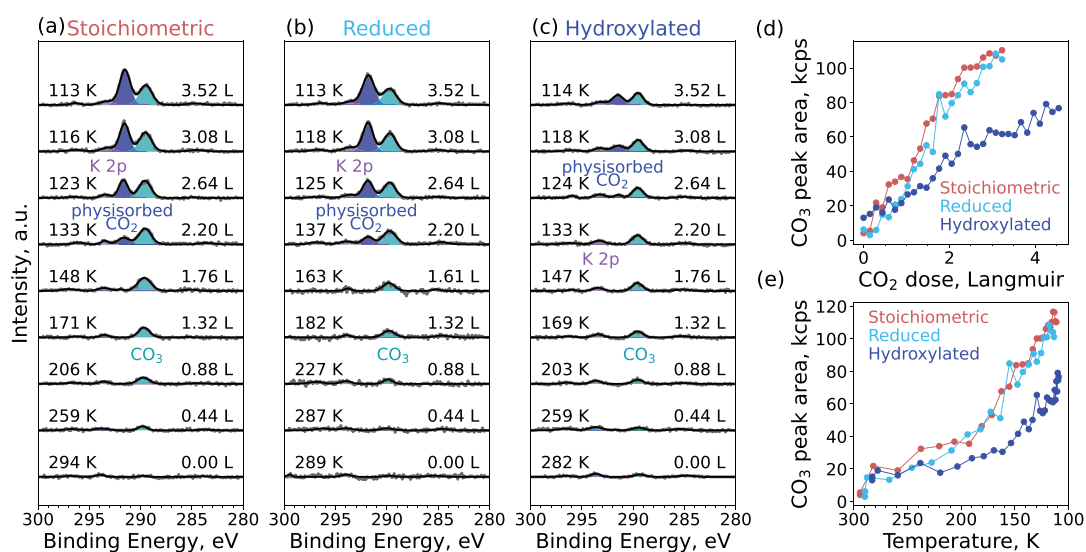 (a) Stoichiometric
113 K 3.52 L
116 K 3.08 L
K 2p
123 K 2.64 L
physisorbed
CO₂
133 K 2.20 L
148 K 1.76 L
171 K 1.32 L
CO₃
206 K 0.88 L
259 K 0.44 L
294 K 0.00 L
300 295 290 285 280
Binding Energy, eV
Intensity, a.u.
(b) Reduced
113 K 3.52 L
118 K 3.08 L
K 2p
125 K 2.64 L
physisorbed
CO₂
137 K 2.20 L
163 K 1.61 L
182 K 1.32 L
CO₃
227 K 0.88 L
287 K 0.44 L
289 K 0.00 L
300 295 290 285 280
Binding Energy, eV
(c) Hydroxylated
114 K 3.52 L
118 K 3.08 L
physisorbed
CO₂
124 K 2.64 L
133 K 2.20 L
K 2p
147 K 1.76 L
169 K 1.32 L
CO₃
203 K 0.88 L
259 K 0.44 L
282 K 0.00 L
300 295 290 285 280
Binding Energy, eV
(d)
CO₃ peak area, kcps
100
80
60
40
20
0
Stoichiometric
Reduced
Hydroxylated
0 2 4
CO₂ dose, Langmuir
(e)
CO₃ peak area, kcps
120
100
80
60
40
20
0
Stoichiometric
Reduced
Hydroxylated
300 250 200 150 100
Temperature, K